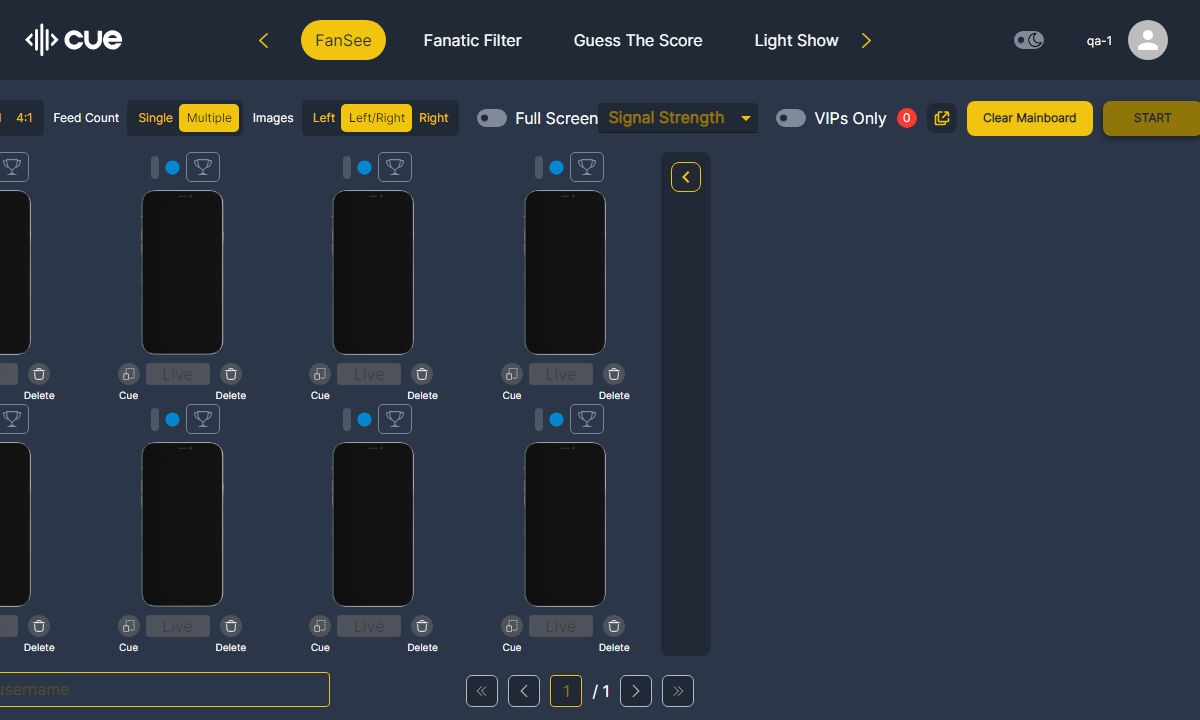 cue
FanSee
Fanatic Filter
Guess The Score
Light Show
qa-1
4:1
Feed Count
Single
Multiple
Images
Left
Left/Right
Right
Full Screen
Signal Strength
VIPs Only
0
Clear Mainboard
START
Live
Live
Live
Delete
Cue
Delete
Cue
Delete
Cue
Delete
Live
Live
Live
Delete
Cue
Delete
Cue
Delete
Cue
Delete
username
1
/ 1